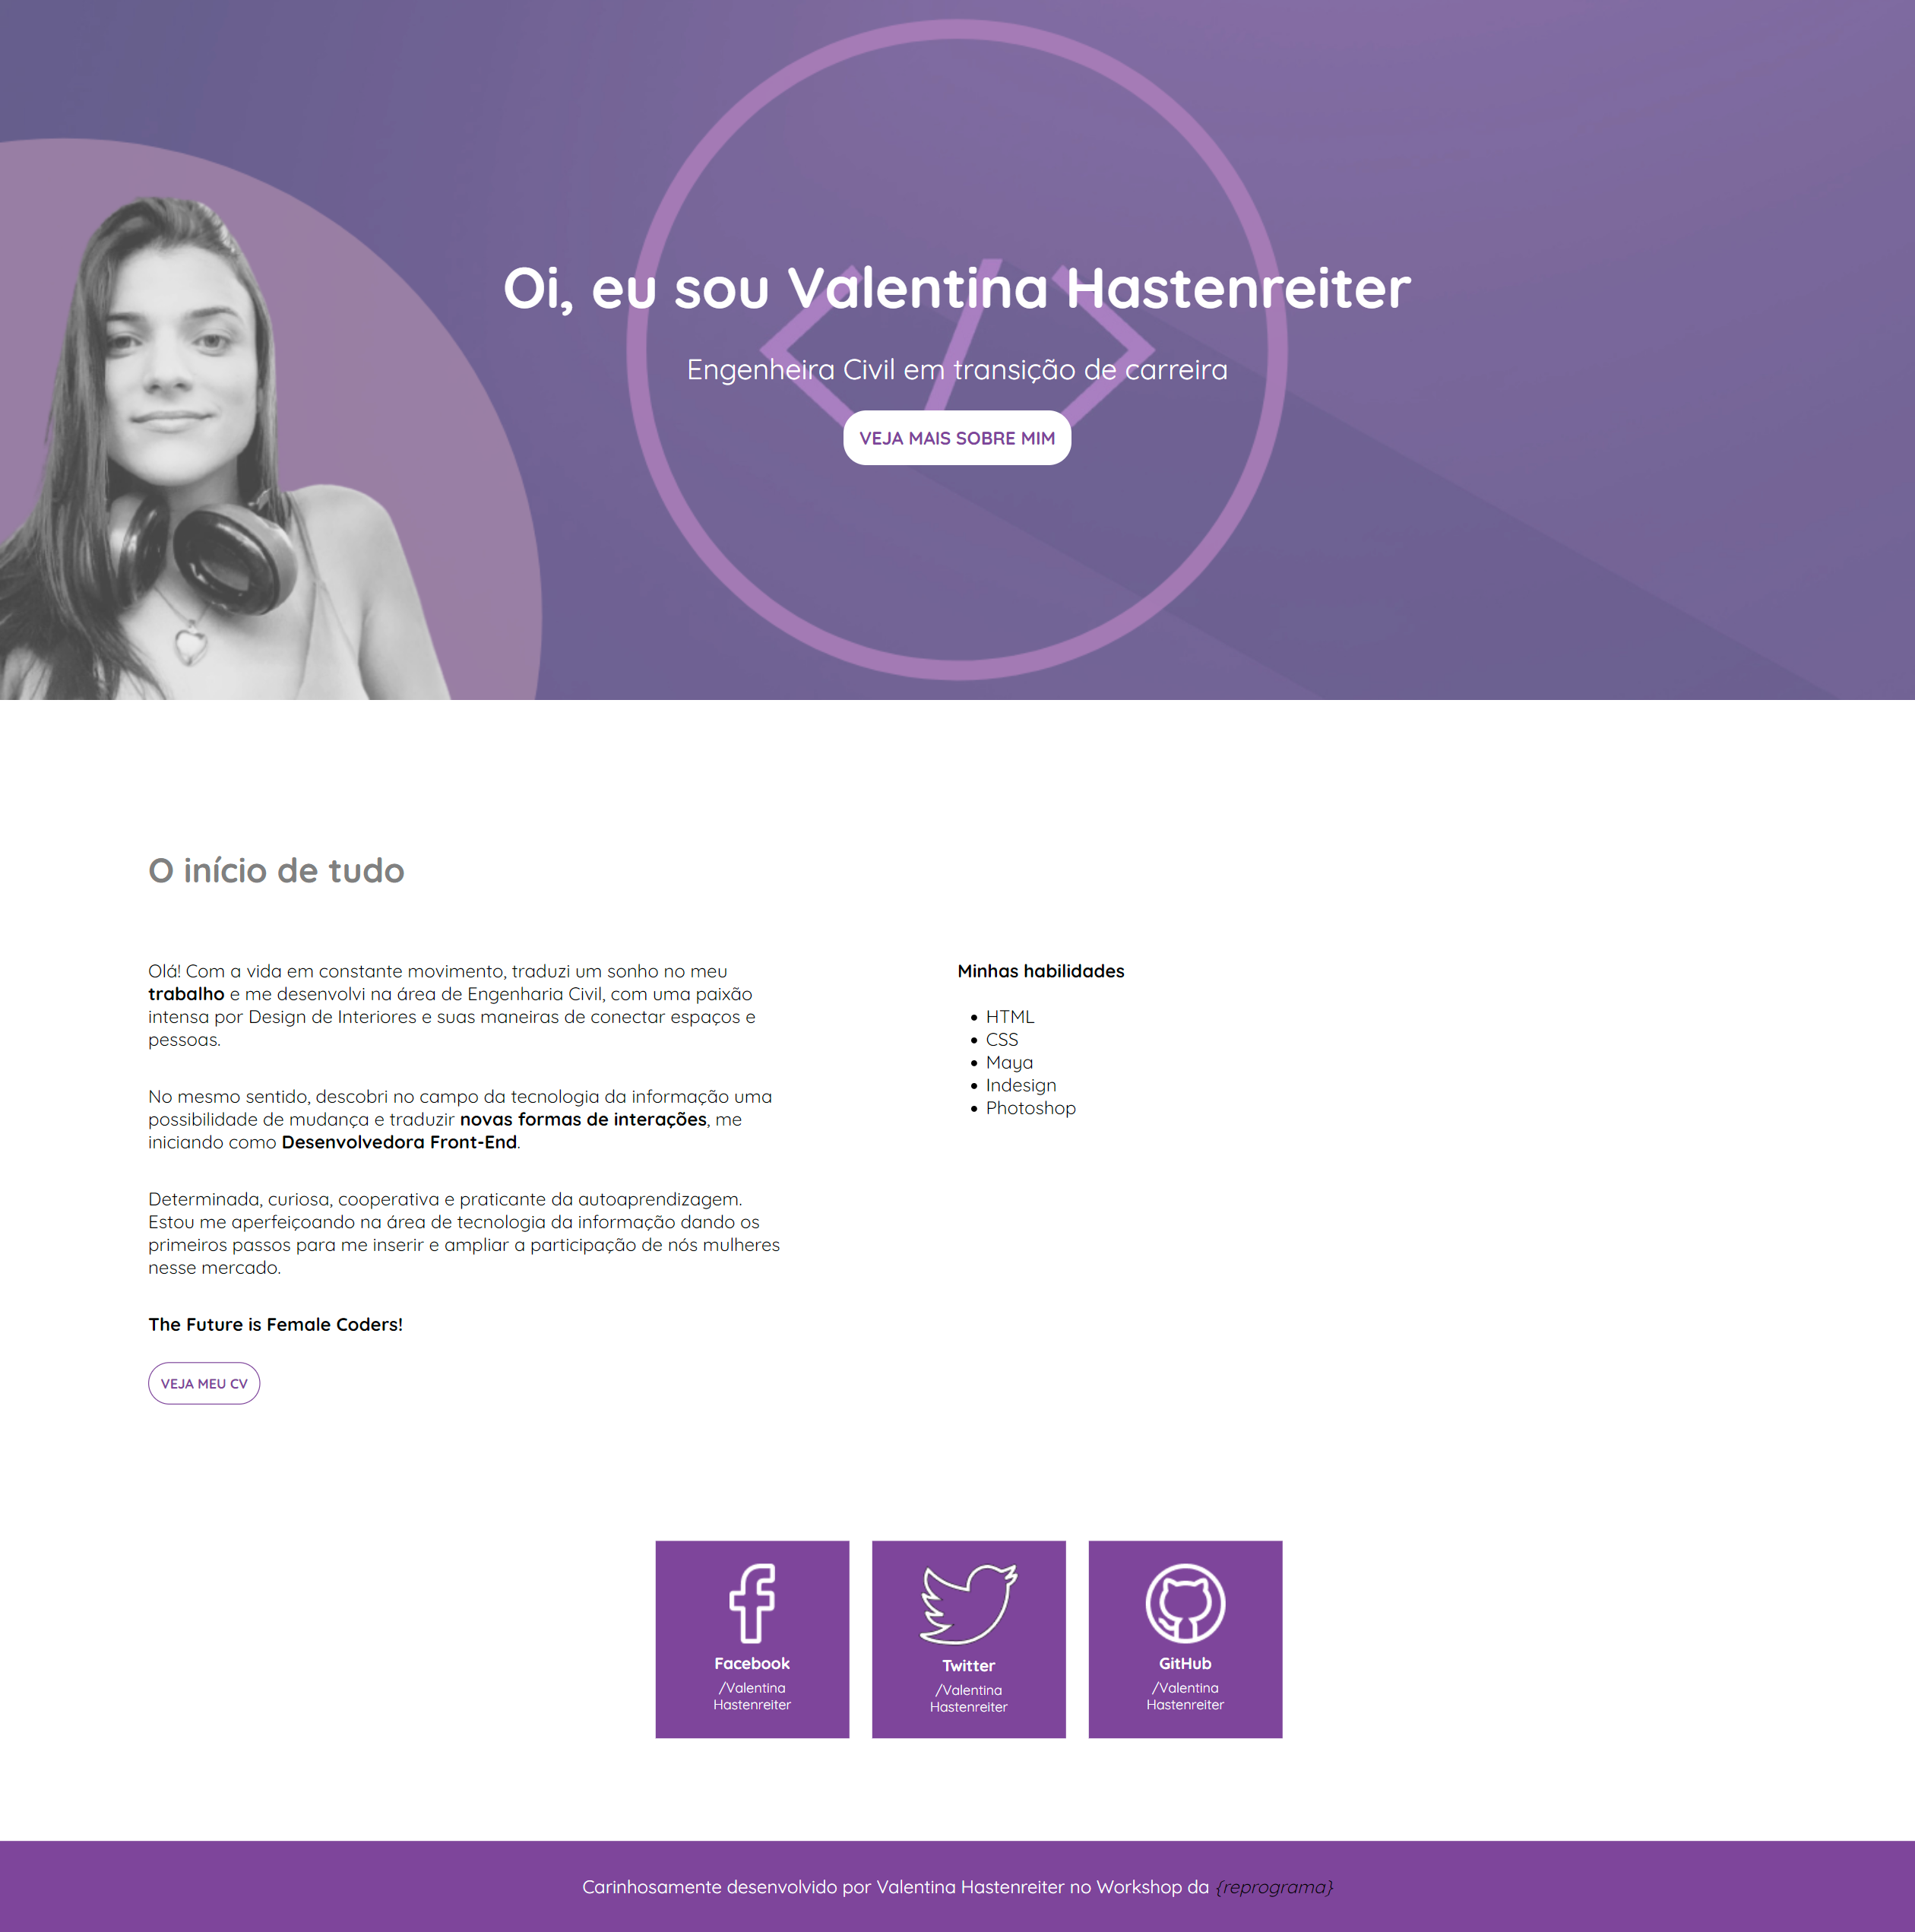 Oi, eu sou Valentina Hastenreiter
Engenheira Civil em transição de carreira
VEJA MAIS SOBRE MIM
O início de tudo
Olá! Com a vida em constante movimento, traduzi um sonho no meu
trabalho e me desenvolvi na área de Engenharia Civil, com uma paixão
intensa por Design de Interiores e suas maneiras de conectar espaços e
pessoas.
No mesmo sentido, descobri no campo da tecnologia da informação uma
possibilidade de mudança e traduzir novas formas de interações, me
iniciando como Desenvolvedora Front-End.
Determinada, curiosa, cooperativa e praticante da autoaprendizagem.
Estou me aperfeiçoando na área de tecnologia da informação dando os
primeiros passos para me inserir e ampliar a participação de nós mulheres
nesse mercado.
The Future is Female Coders!
VEJA MEU CV
Minhas habilidades
• HTML
• CSS
• Maya
• Indesign
• Photoshop
Facebook
/Valentina
Hastenreiter
Twitter
/Valentina
Hastenreiter
GitHub
/Valentina
Hastenreiter
Carinhosamente desenvolvido por Valentina Hastenreiter no Workshop da {reprograma}